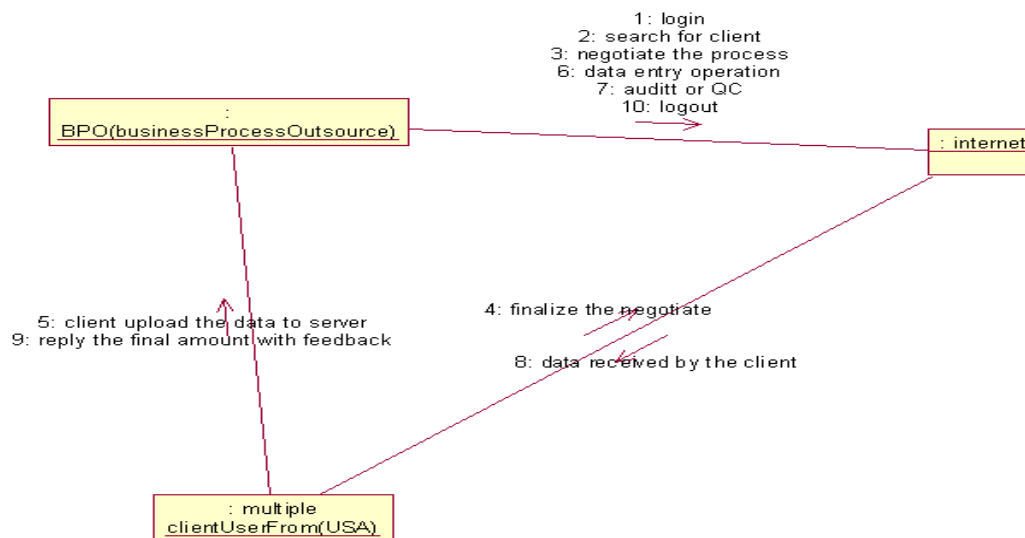 1: login
2: search for client
3: negotiate the process
6: data entry operation
7: auditt or QC
10: logout
:
BPO(businessProcessOutsource)
: internet
4: finalize the negotiate
5: client upload the data to server
9: reply the final amount with feedback
8: data received by the client
: multiple
clientUserFrom(USA)